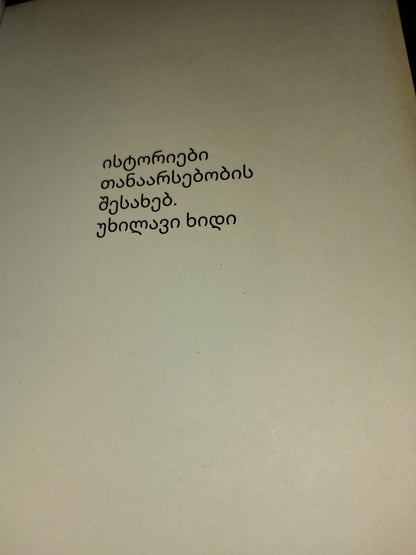 ისტორიები
თანაარსებობის
შესახებ.
უხილავი ხიდი